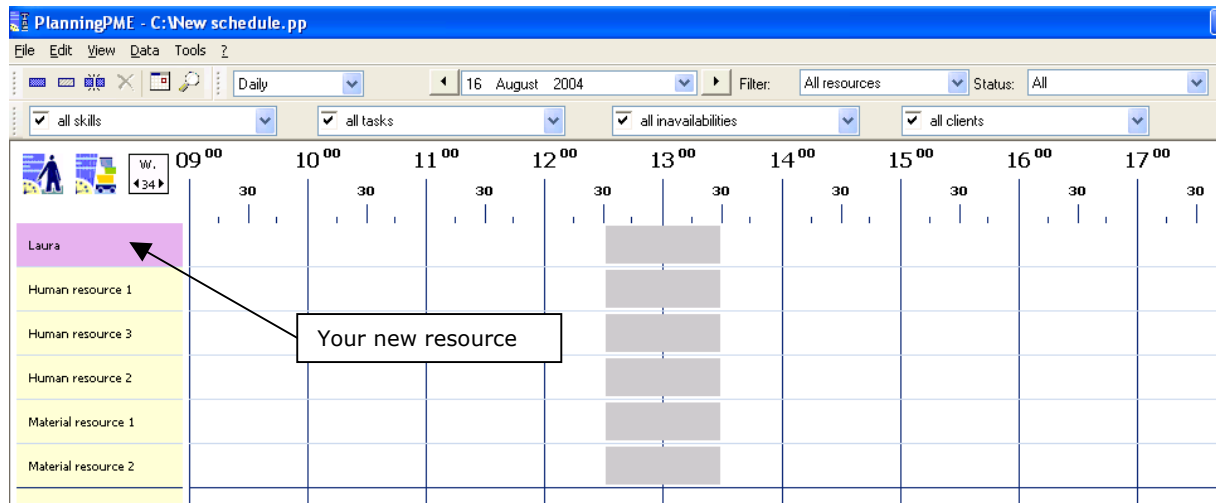 PlanningPME - C:\New schedule.pp
File Edit View Data Tools ?
Daily 16 August 2004 Filter: All resources Status: All
all skills all tasks all inavailabilities all clients
W. 34
09 00 10 00 11 00 12 00 13 00 14 00 15 00 16 00 17 00
30 30 30 30 30 30 30 30 30
Laura
Human resource 1
Human resource 3
Your new resource
Human resource 2
Material resource 1
Material resource 2